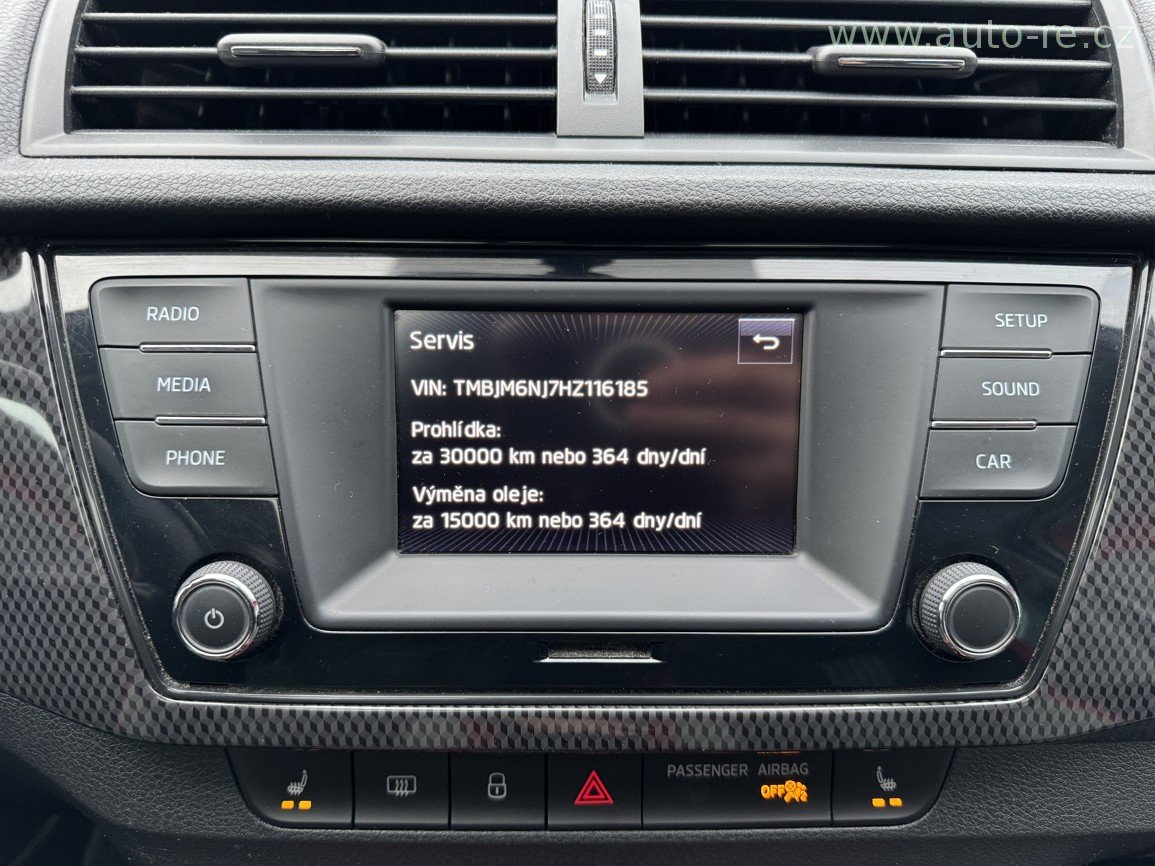 www.auto-re.cz
RADIO
MEDIA
PHONE
Servis
VIN: TMBJM6NJ7HZ116185
Prohlídka:
za 30000 km nebo 364 dny/dní
Výměna oleje:
za 15000 km nebo 364 dny/dní
SETUP
SOUND
CAR
PASSENGER AIRBAG
OFF